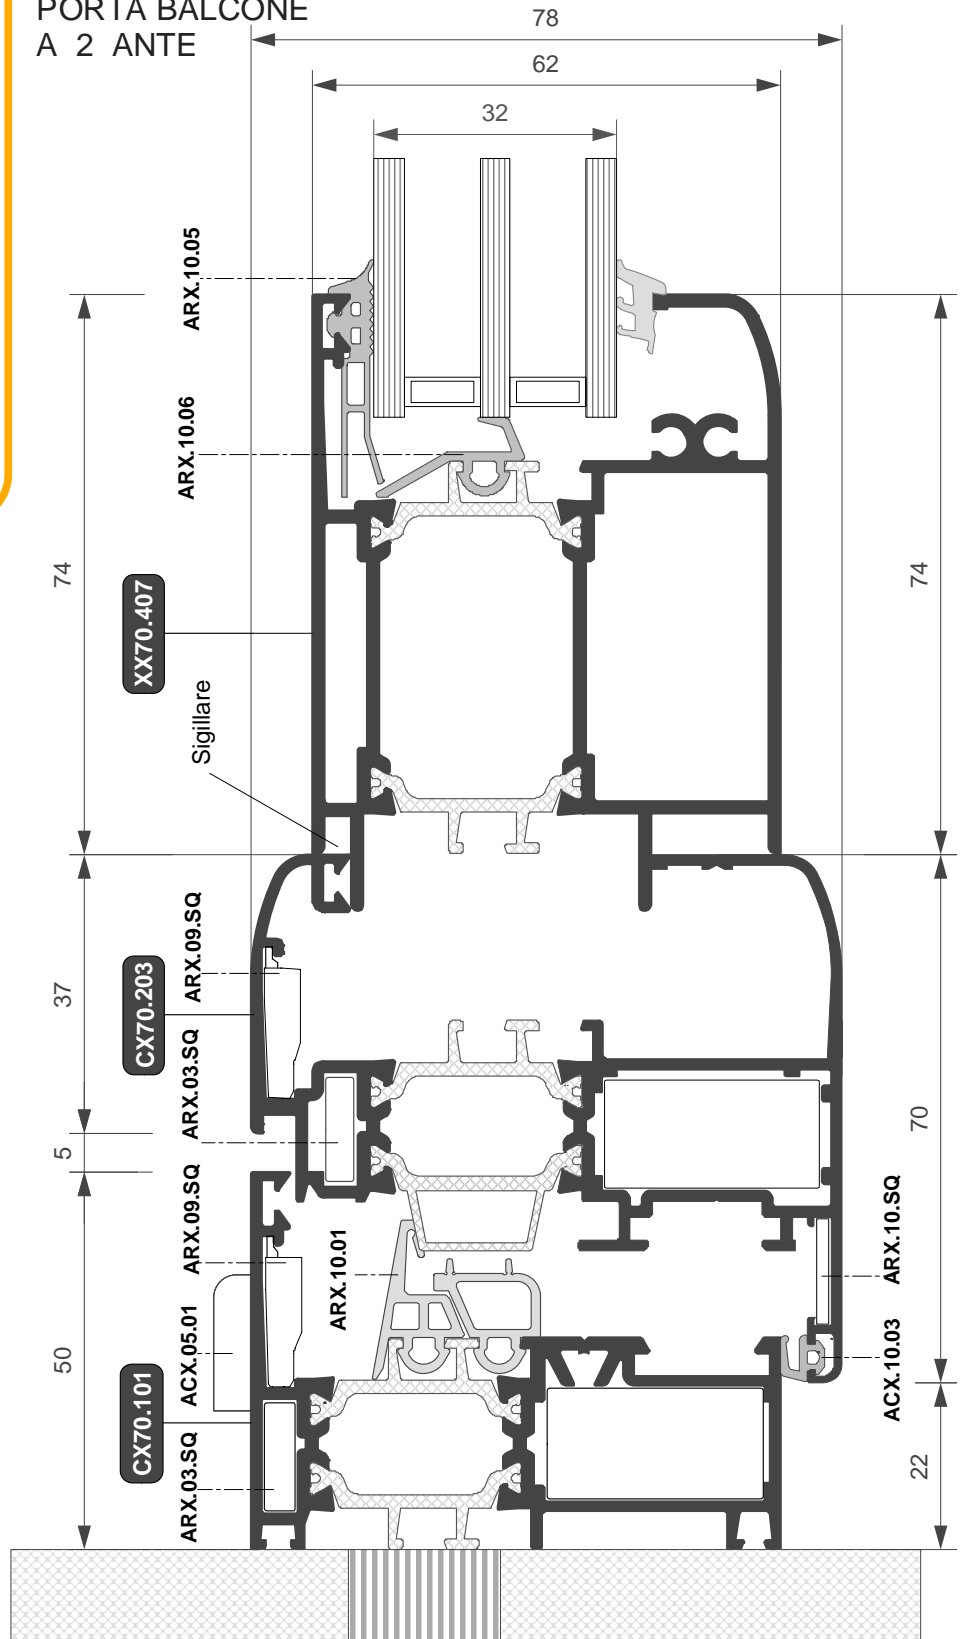 PORTA BALCONE
A 2 ANTE
78
62
32
ARX.10.05
ARX.10.06
74
XX70.407
Sigillare
74
ARX.09.SQ
37
CX70.203
ARX.03.SQ
5
70
ARX.09.SQ
ARX.10.01
ARX.10.SQ
50
ACX.05.01
ACX.10.03
CX70.101
ARX.03.SQ
22